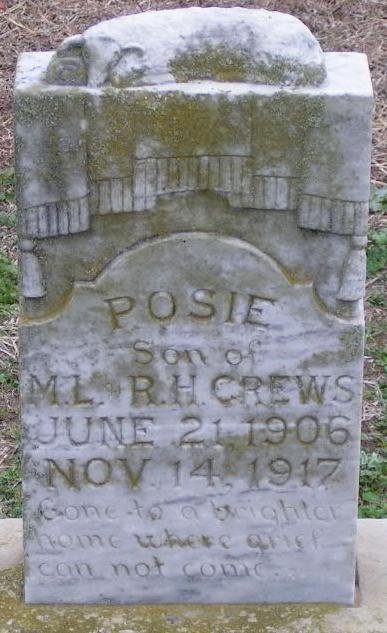 POSIE
Son of
M.L. R.H. CREWS
JUNE 21, 1906
NOV. 14, 1917
Gone to a brighter
home where grief
can not come.